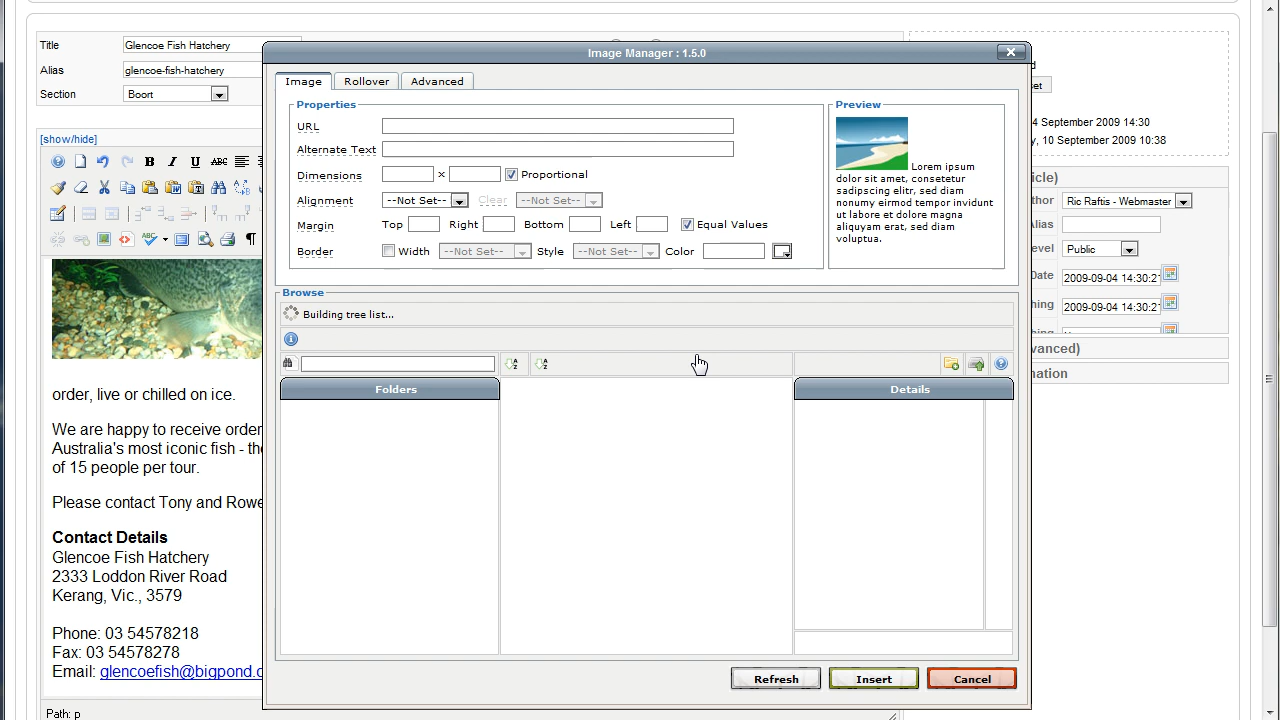 Title
Glencoe Fish Hatchery
Alias
glencoe-fish-hatchery
Section
Boort
[show/hide]
order, live or chilled on ice.
We are happy to receive order
Australia's most iconic fish - th
of 15 people per tour.
Please contact Tony and Rowe
Contact Details
Glencoe Fish Hatchery
2333 Loddon River Road
Kerang, Vic., 3579
Phone: 03 54578218
Fax: 03 54578278
Email: glencoefish@bigpond.c
Path: p
Image Manager : 1.5.0
Image
Rollover
Advanced
Properties
URL
Alternate Text
Dimensions
x
Proportional
Alignment
--Not Set--
Clear
--Not Set--
Margin
Top
Right
Bottom
Left
Equal Values
Border
Width
--Not Set--
Style
--Not Set--
Color
Preview
Lorem ipsum
dolor sit amet, consetetur
sadipscing elitr, sed diam
nonumy eirmod tempor invidunt
ut labore et dolore magna
aliquyam erat, sed diam
voluptua.
Browse
Building tree list...
Folders
Details
Refresh
Insert
Cancel
d
et
4 September 2009 14:30
y, 10 September 2009 10:38
icle)
hor
Ric Raftis - Webmaster
Alias
evel
Public
Date
2009-09-04 14:30:2
hing
2009-09-04 14:30:2
hing
vanced)
mation